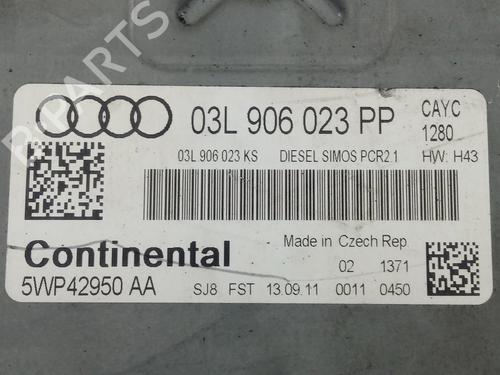 03L 906 023 PP
CAYC
1280
03L 906 023 KS DIESEL SIMOS PCR2.1 HW: H43
Continental
Made in Czech Rep.
02 1371
5WP42950 AA SJ8 FST 13.09.11 0011 0450
B-PARTS